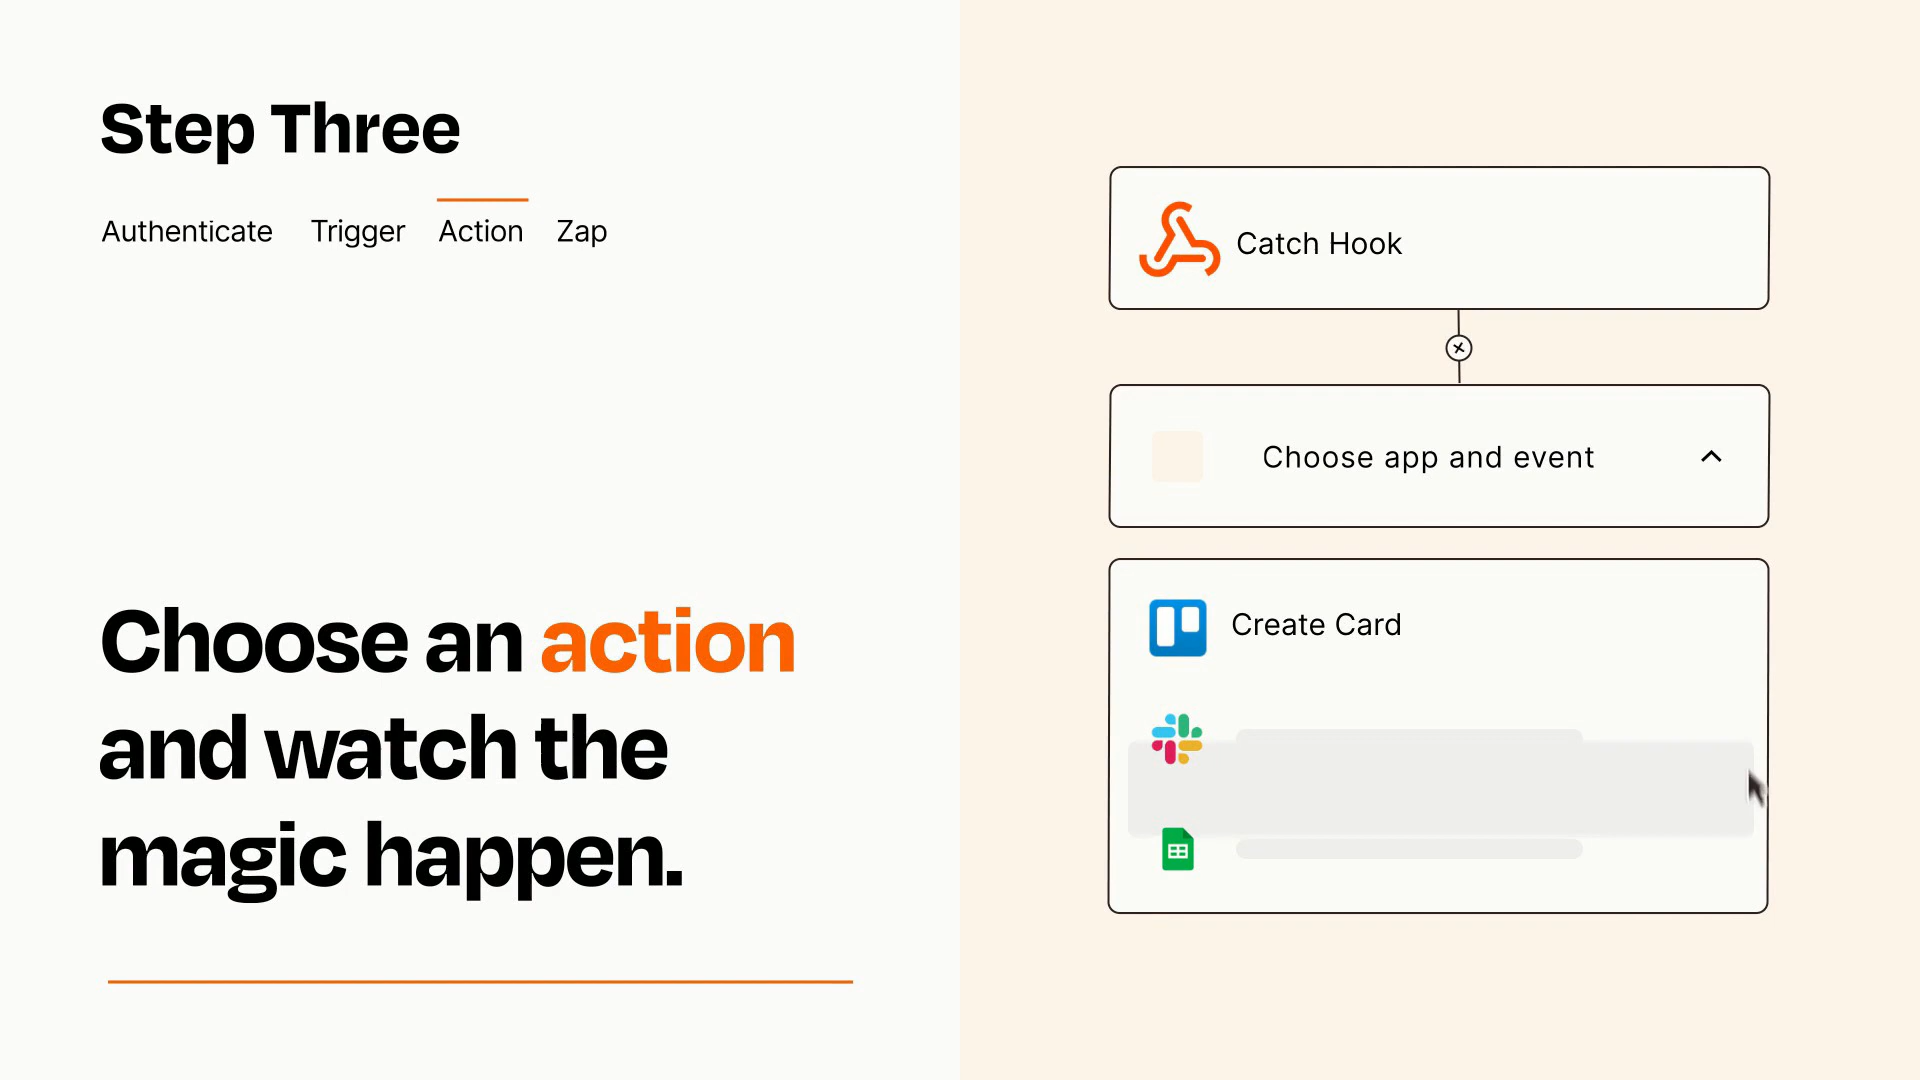 Step Three
Authenticate Trigger Action Zap
Choose an action
and watch the
magic happen.
Catch Hook
Choose app and event
Create Card